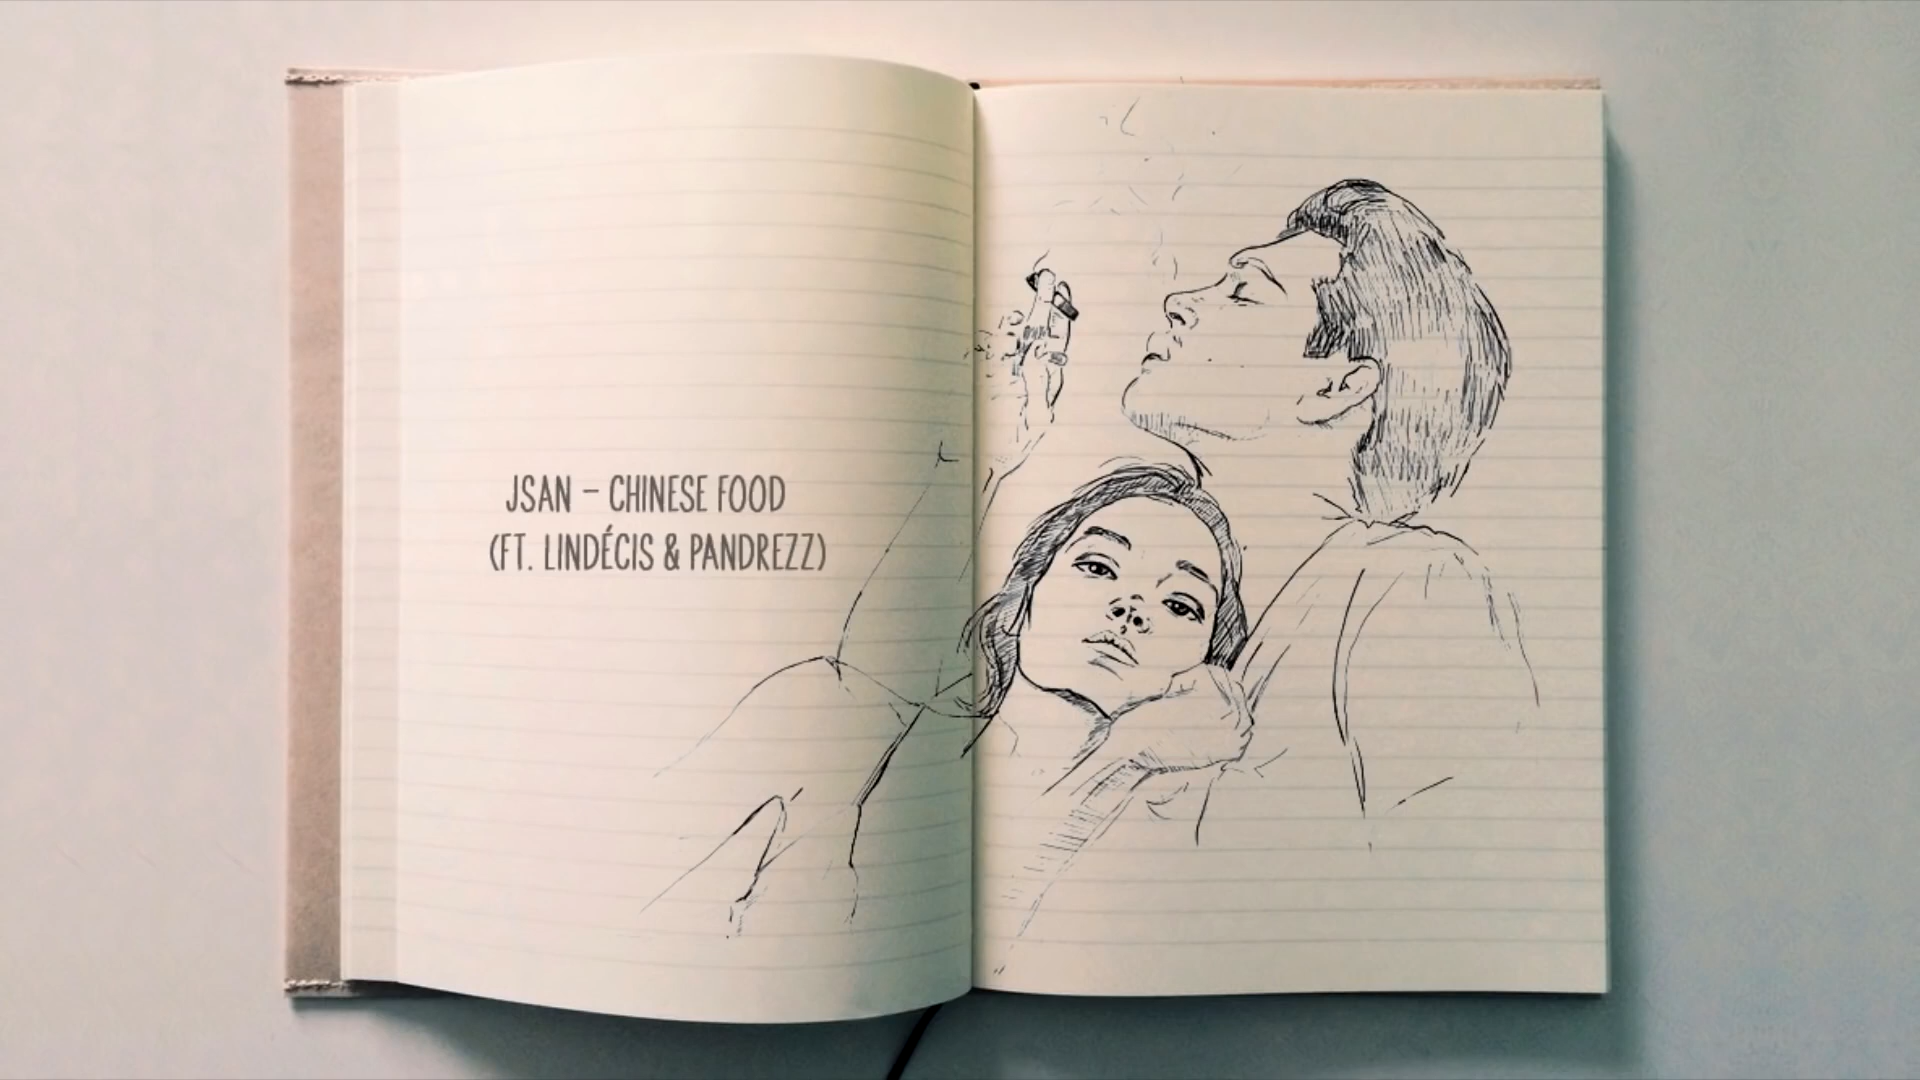 JSAN – CHINESE FOOD
(FT. LINDÉCIS & PANDREZZ)